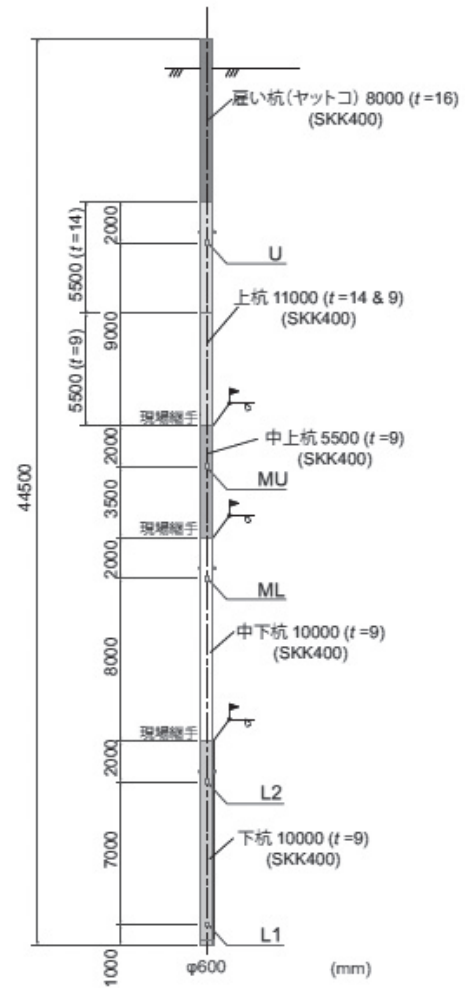 雇い杭(ヤットコ) 8000 (t=16)
(SKK400)
2000
5500 (t=14)
U
上杭 11000 (t=14 & 9)
(SKK400)
9000
5500 (t=9)
現場継手
中上杭 5500 (t=9)
(SKK400)
2000
MU
44500
3500
現場継手
2000
ML
中下杭 10000 (t=9)
(SKK400)
8000
現場継手
2000
L2
下杭 10000 (t=9)
(SKK400)
7000
L1
1000
φ600
(mm)